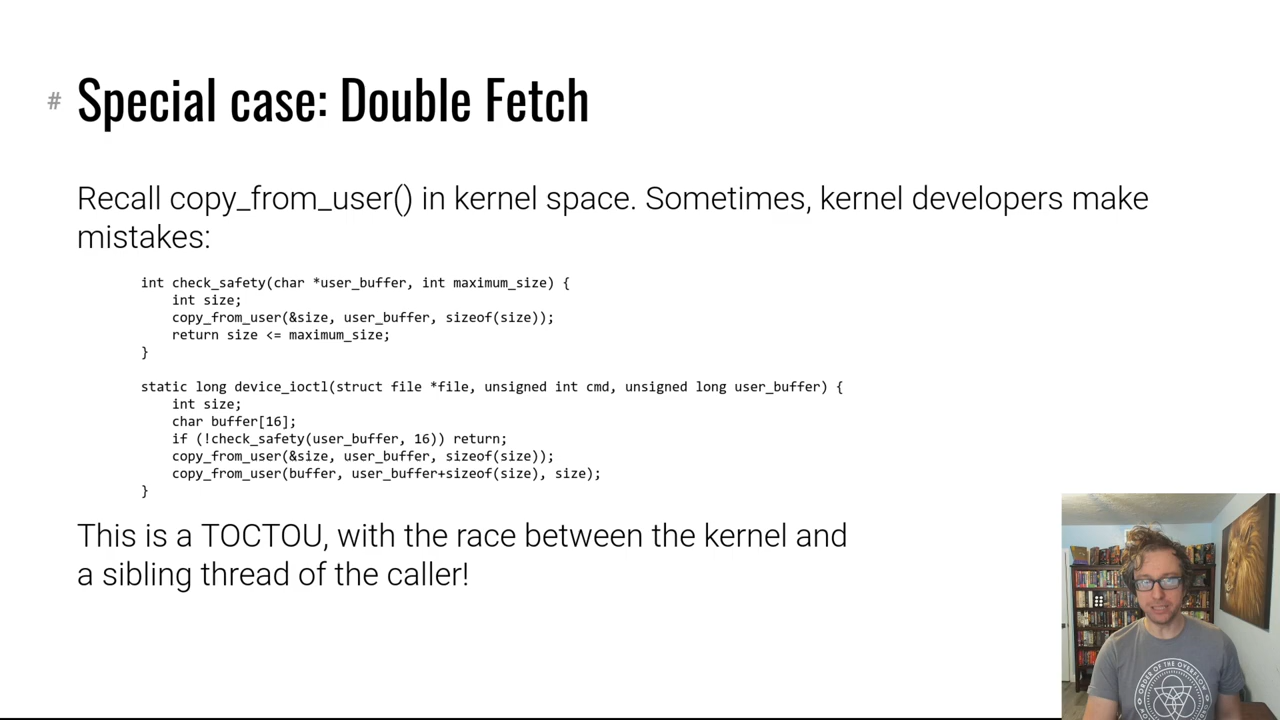 # Special case: Double Fetch
Recall copy_from_user() in kernel space. Sometimes, kernel developers make
mistakes:
int check_safety(char *user_buffer, int maximum_size) {
    int size;
    copy_from_user(&size, user_buffer, sizeof(size));
    return size <= maximum_size;
}
static long device_ioctl(struct file *file, unsigned int cmd, unsigned long user_buffer) {
    int size;
    char buffer[16];
    if (!check_safety(user_buffer, 16)) return;
    copy_from_user(&size, user_buffer, sizeof(size));
    copy_from_user(buffer, user_buffer+sizeof(size), size);
}
This is a TOCTOU, with the race between the kernel and
a sibling thread of the caller!
ORDER OF THE OVERFLOW